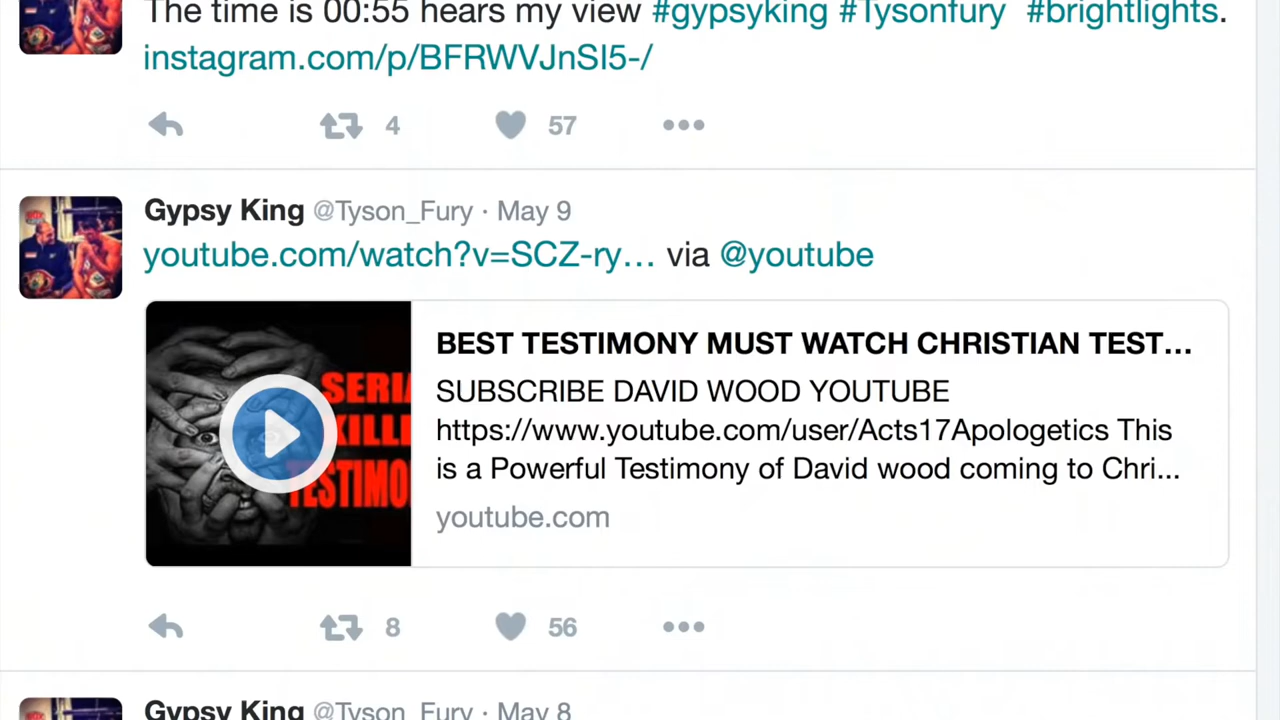 The time is 00:55 hears my view #gypsyking #Tysonfury #brightlights.
instagram.com/p/BFRWVJnSI5-/
4 57
Gypsy King @Tyson_Fury · May 9
youtube.com/watch?v=SCZ-ry… via @youtube
SERIA
KILLE
TESTIMO
BEST TESTIMONY MUST WATCH CHRISTIAN TEST...
SUBSCRIBE DAVID WOOD YOUTUBE
https://www.youtube.com/user/Acts17Apologetics This
is a Powerful Testimony of David wood coming to Chri...
youtube.com
8 56
Gypsy King @Tyson_Fury · May 8